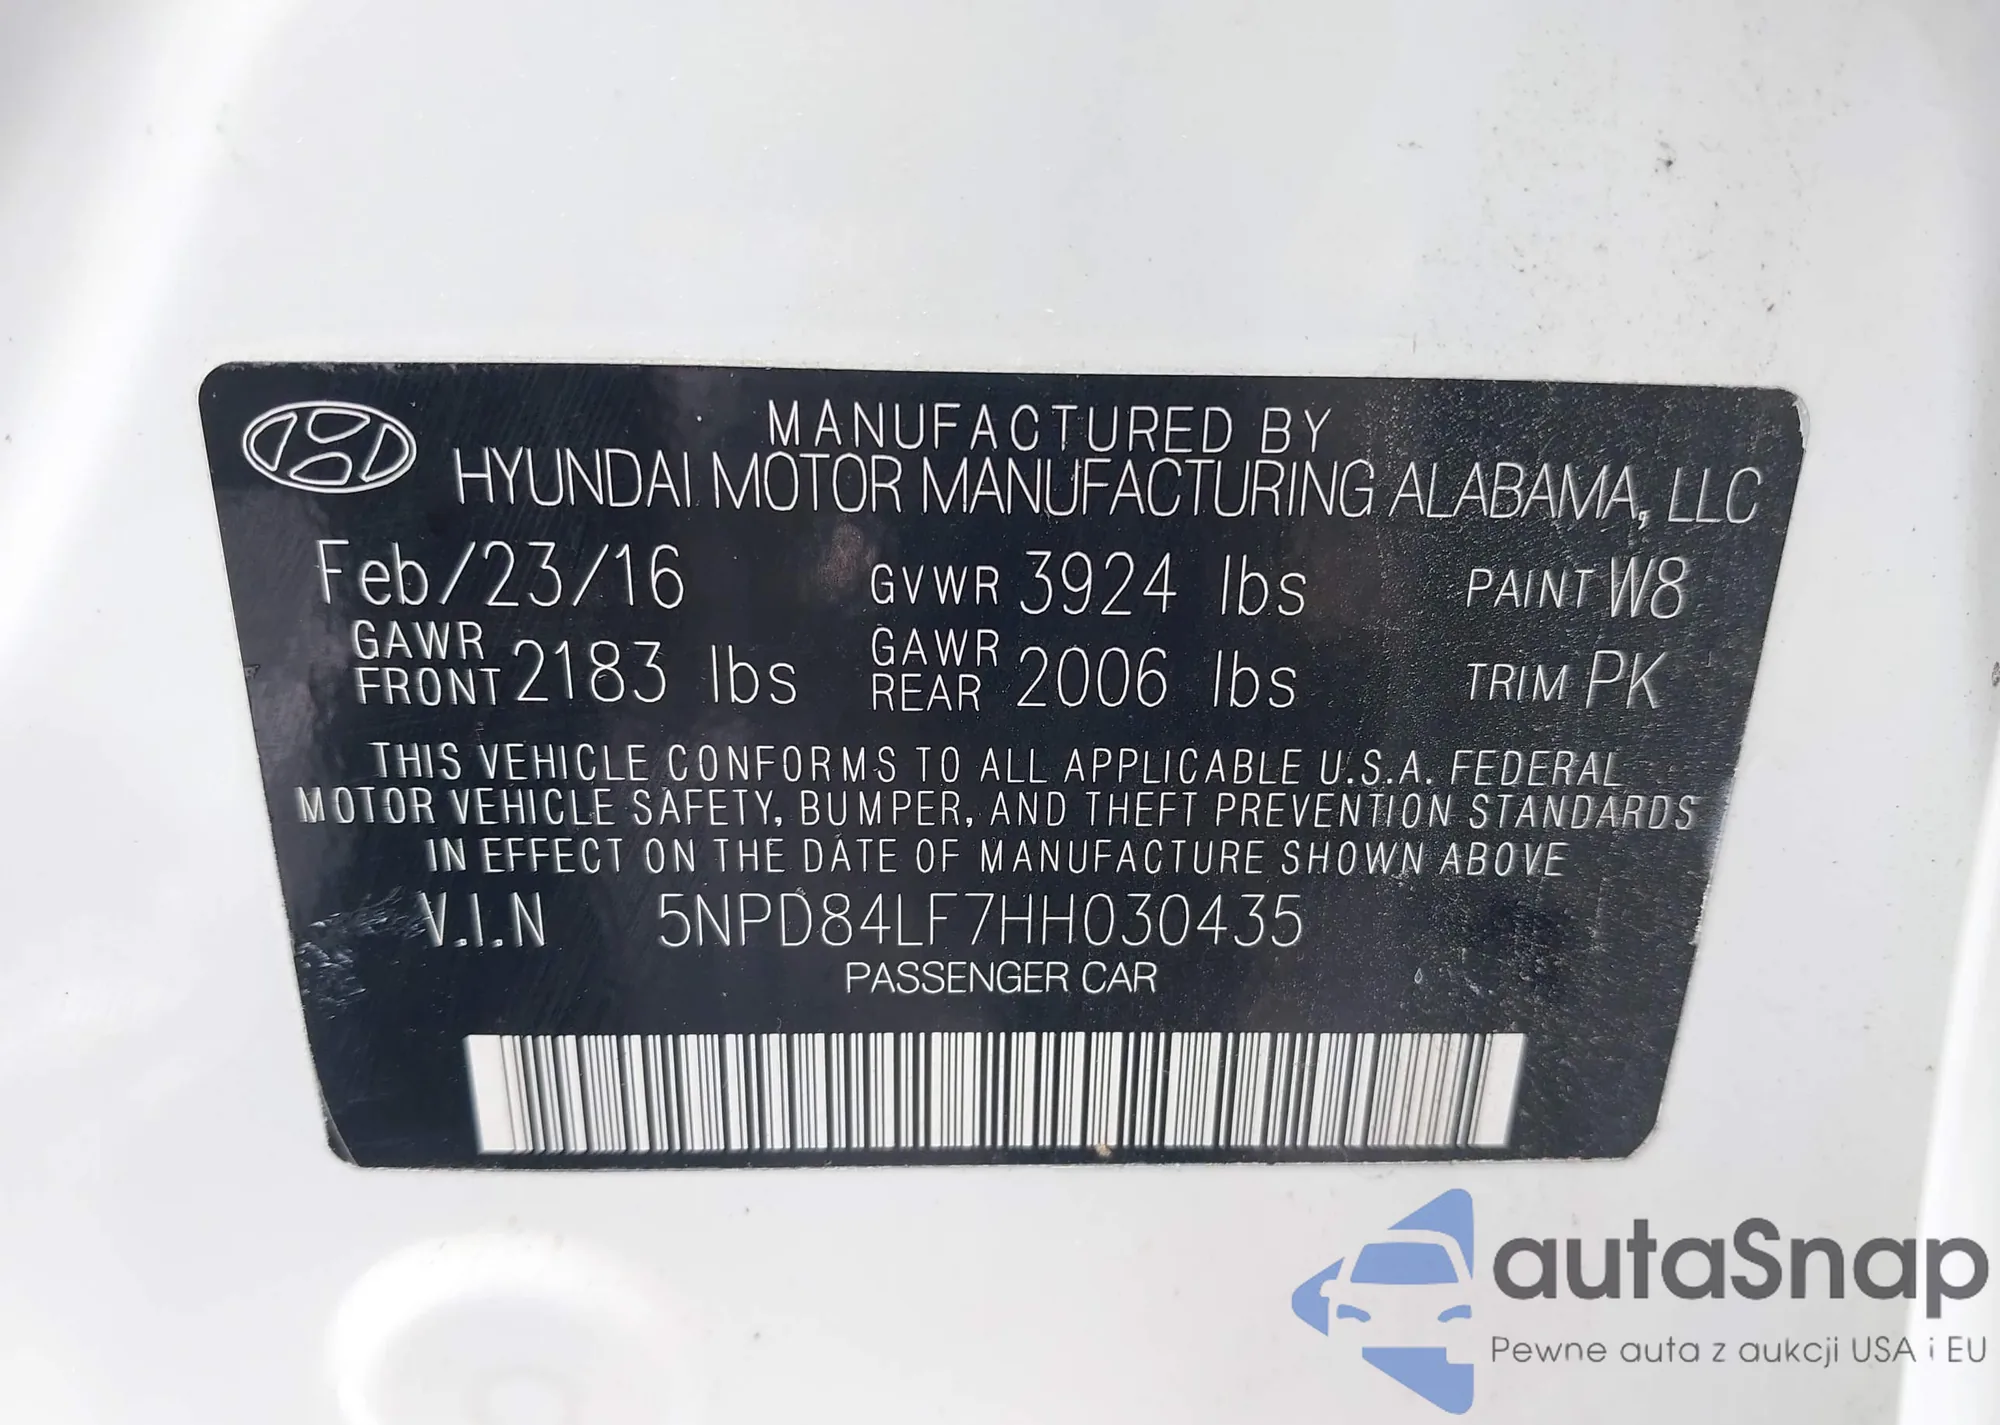 MANUFACTURED BY
HYUNDAI MOTOR MANUFACTURING ALABAMA, LLC
Feb/23/16 GVWR 3924 lbs PAINT W8
GAWR FRONT 2183 lbs GAWR REAR 2006 lbs TRIM PK
THIS VEHICLE CONFORMS TO ALL APPLICABLE U.S.A. FEDERAL
MOTOR VEHICLE SAFETY, BUMPER, AND THEFT PREVENTION STANDARDS
IN EFFECT ON THE DATE OF MANUFACTURE SHOWN ABOVE
V.I.N 5NPD84LF7HH030435
PASSENGER CAR
autaSnap
Pewne auta z aukcji USA i EU